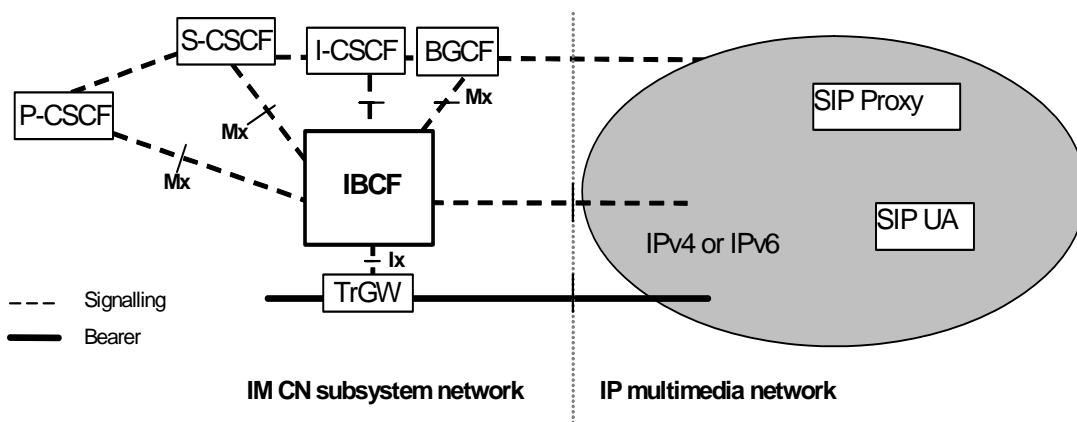 S-CSCF
I-CSCF
BGCF
P-CSCF
Mx
Mx
Mx
SIP Proxy
IBCF
SIP UA
IPv4 or IPv6
Ix
TrGW
Signalling
Bearer
IM CN subsystem network
IP multimedia network